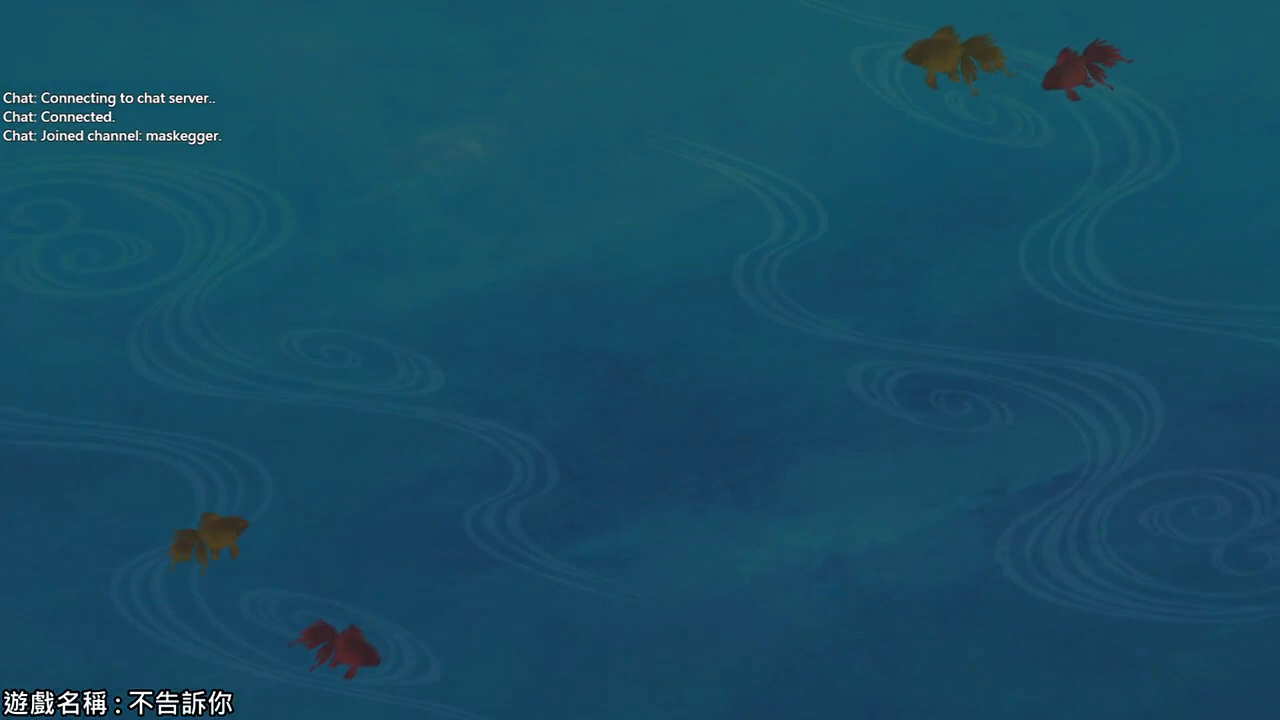 Chat: Connecting to chat server..
Chat: Connected.
Chat: Joined channel: maskegger.
遊戲名稱 : 不告訴你